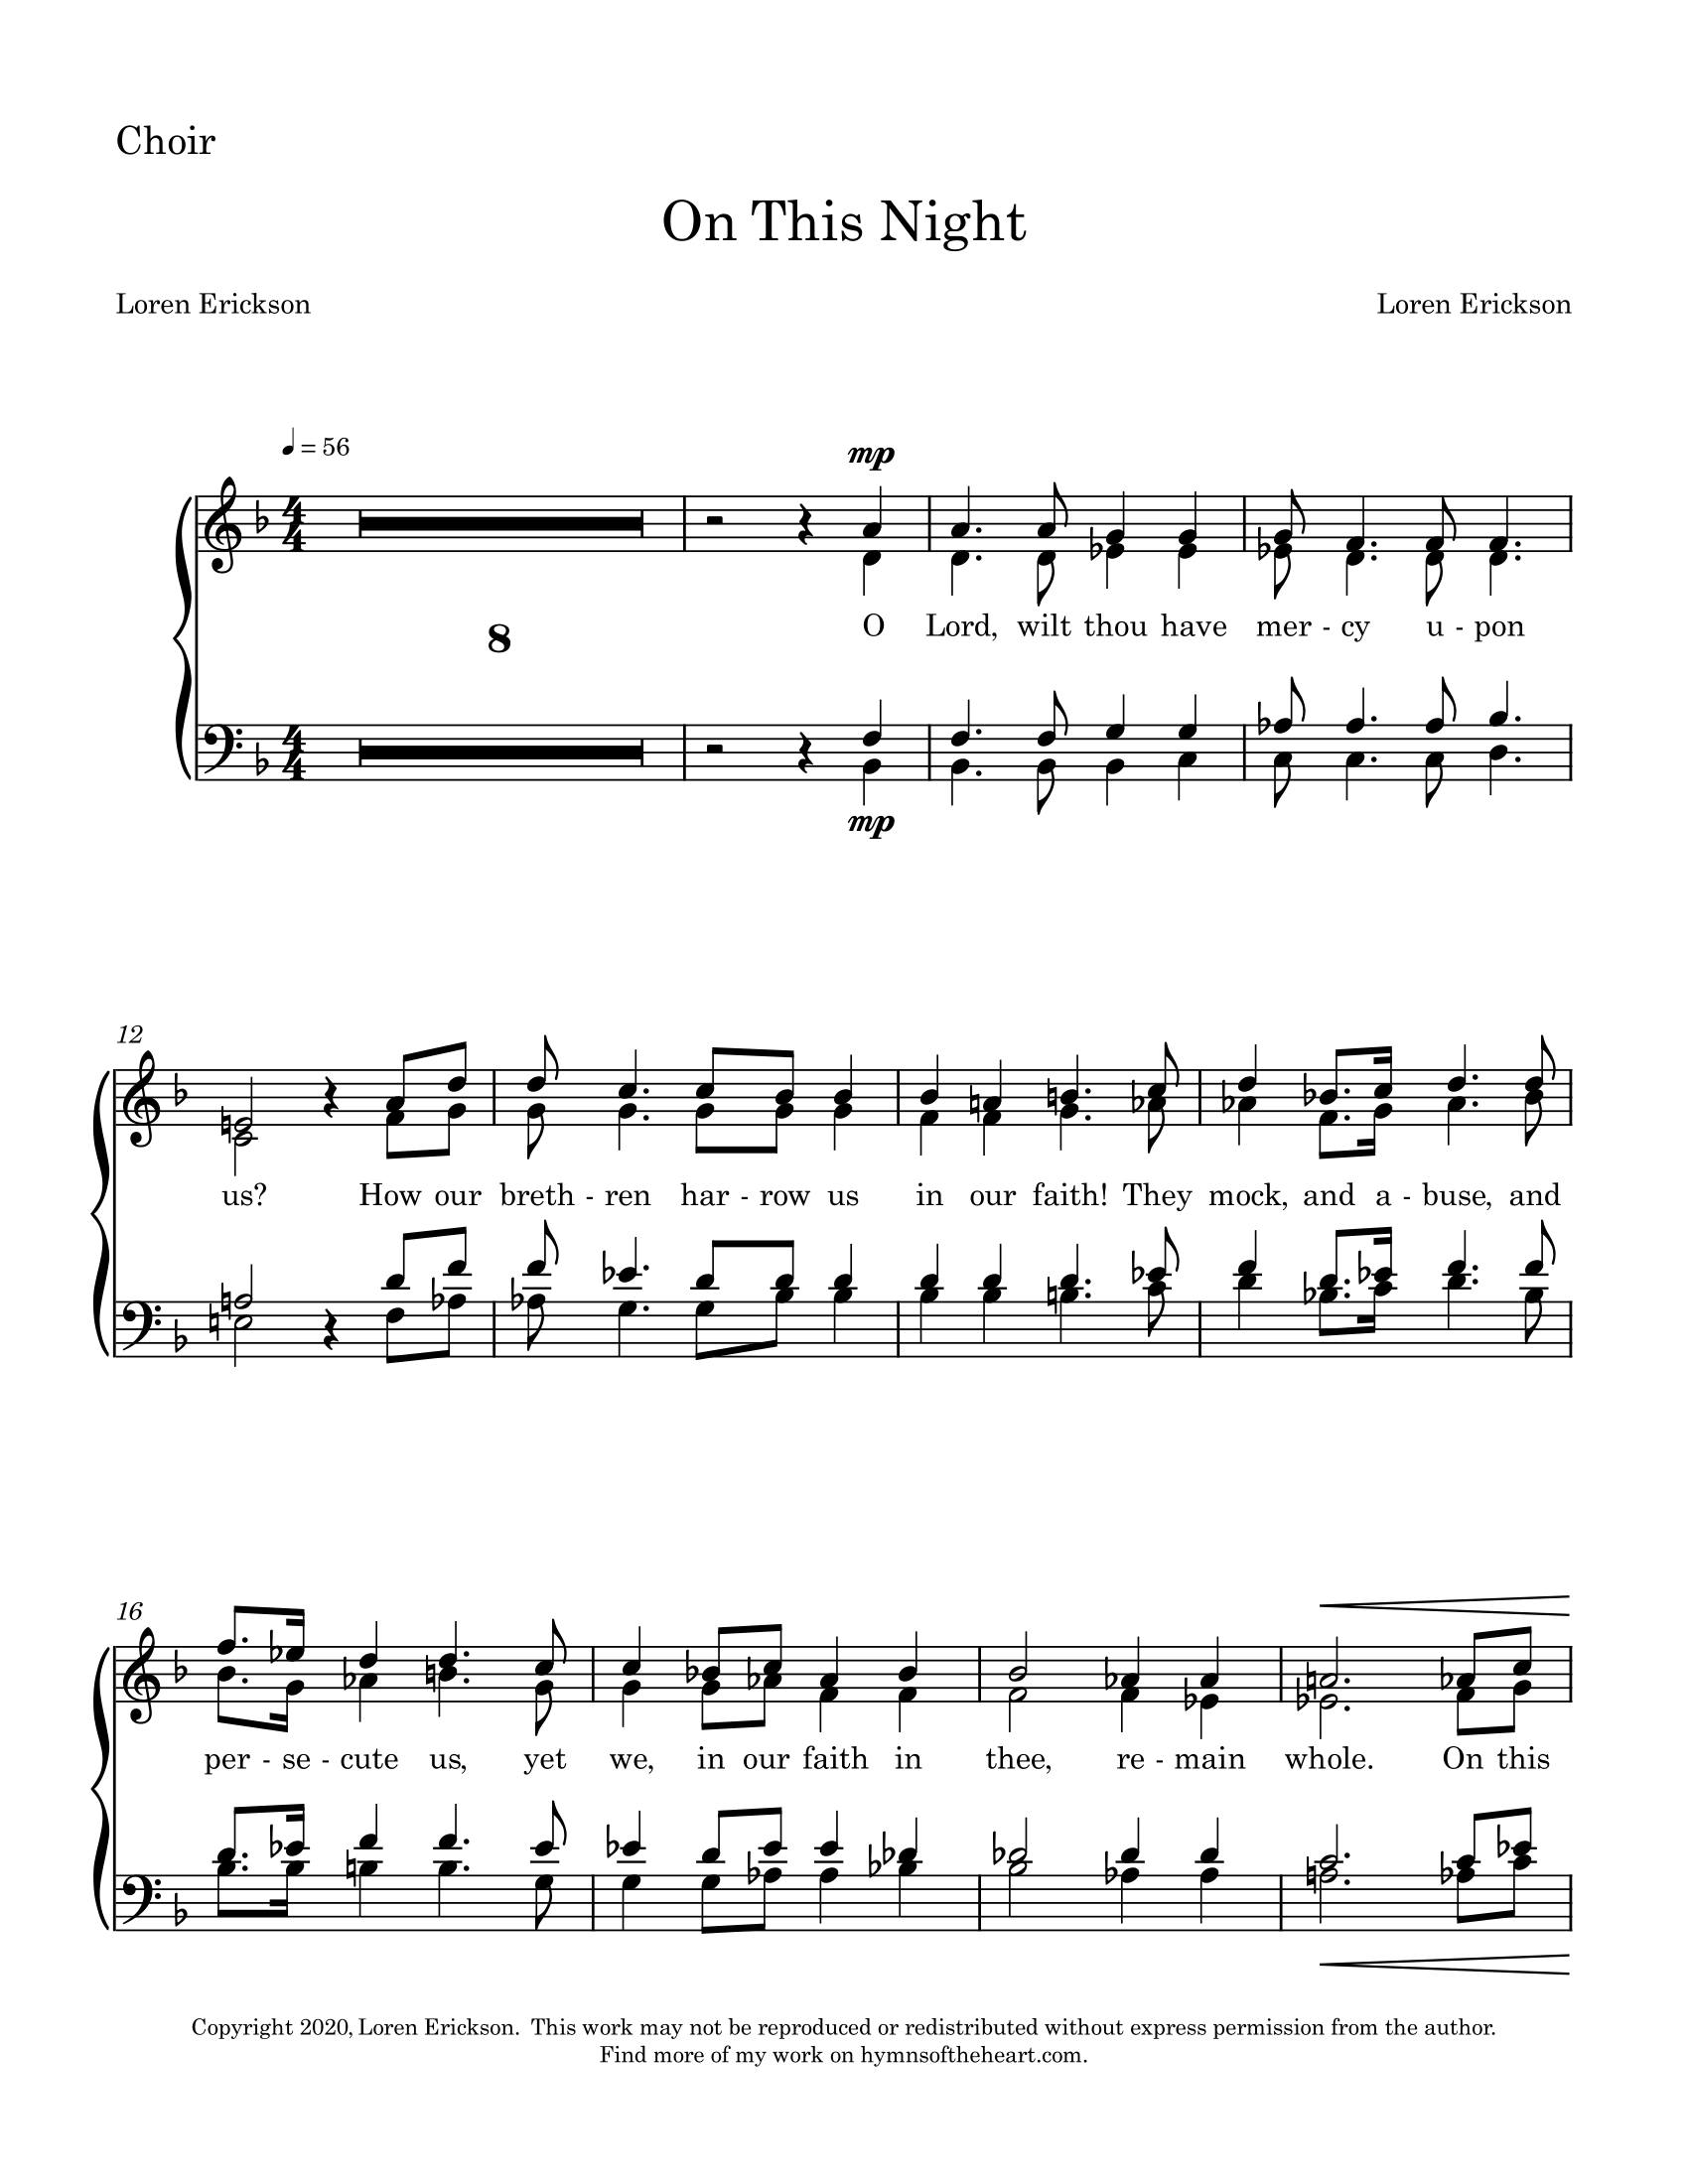 Choir
On This Night
Loren Erickson Loren Erickson
= 56
mp
8
O Lord, wilt thou have mer - cy u - pon
mp
12
us? How our breth - ren har - row us in our faith! They mock, and a - buse, and
16
per - se - cute us, yet we, in our faith in thee, re - main whole. On this
Copyright 2020, Loren Erickson. This work may not be reproduced or redistributed without express permission from the author.
Find more of my work on hymnsoftheheart.com.